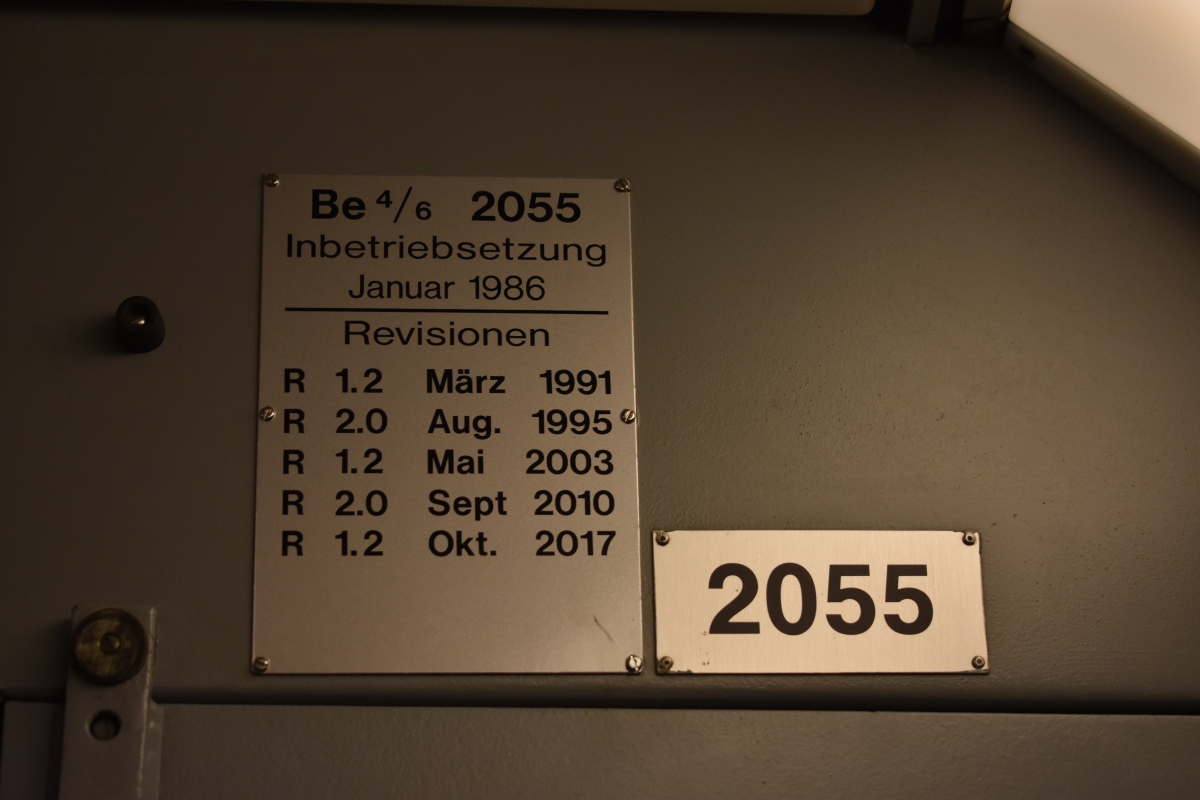 Be 4/6 2055
Inbetriebsetzung
Januar 1986
Revisionen
R 1.2 März 1991
R 2.0 Aug. 1995
R 1.2 Mai 2003
R 2.0 Sept 2010
R 1.2 Okt. 2017
2055